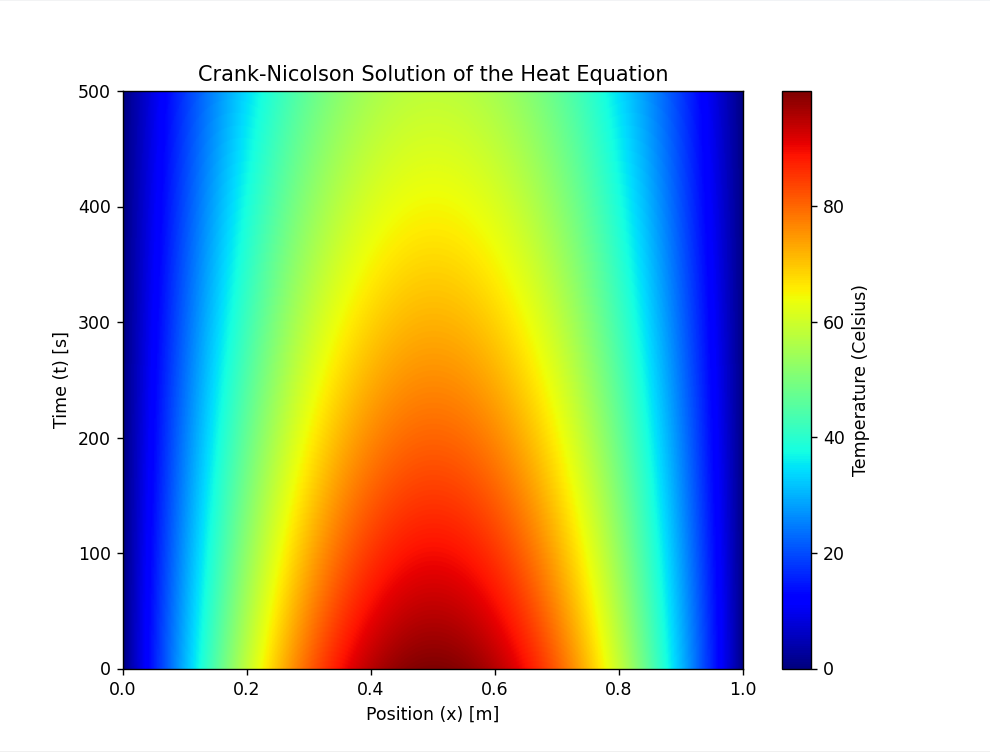 Crank-Nicolson Solution of the Heat Equation
Time (t) [s]
500
400
300
200
100
0
0.0 0.2 0.4 0.6 0.8 1.0
Position (x) [m]
80
60
40
20
0
Temperature (Celsius)